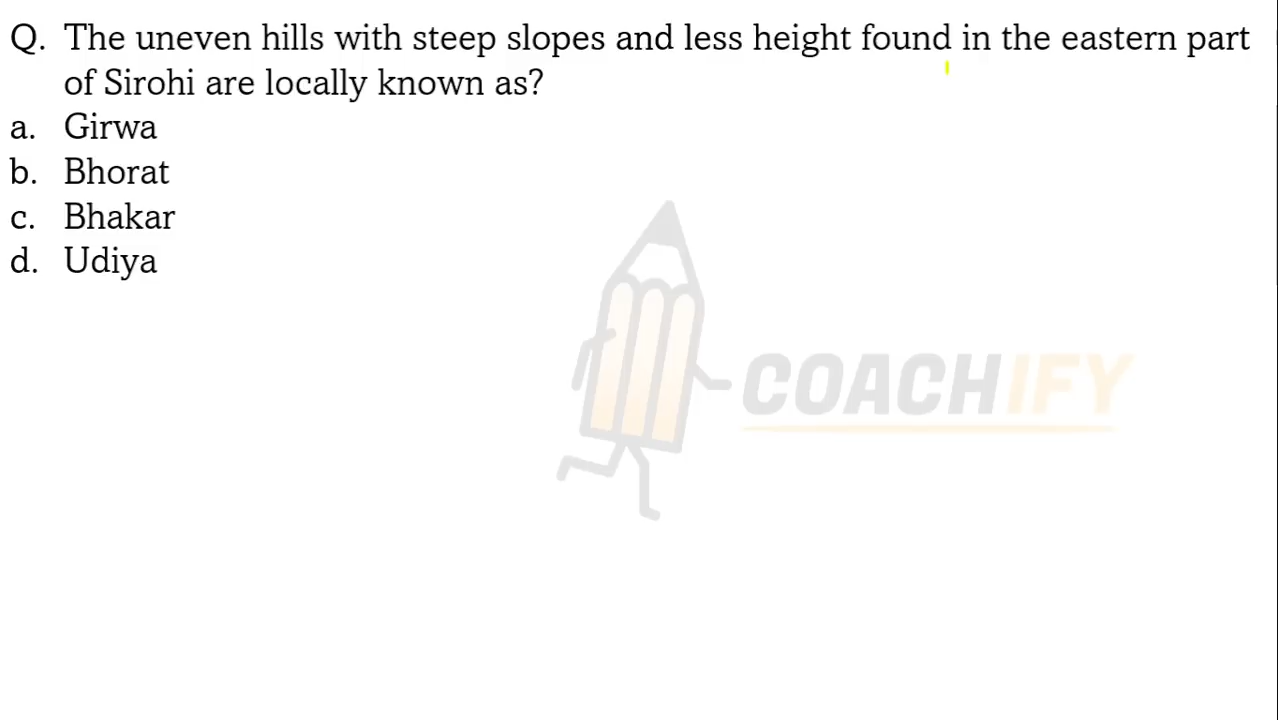 Q. The uneven hills with steep slopes and less height found in the eastern part
of Sirohi are locally known as?
a. Girwa
b. Bhorat
c. Bhakar
d. Udiya
COACHIFY